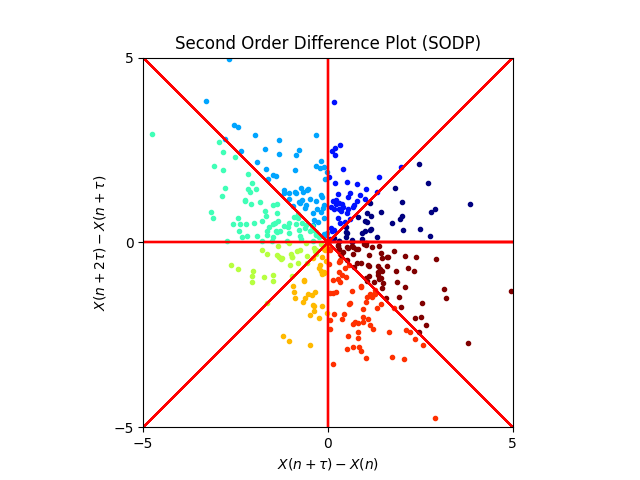 Second Order Difference Plot (SODP)
5
0
−5
X(n + 2τ) − X(n + τ)
−5 0 5
X(n + τ) − X(n)